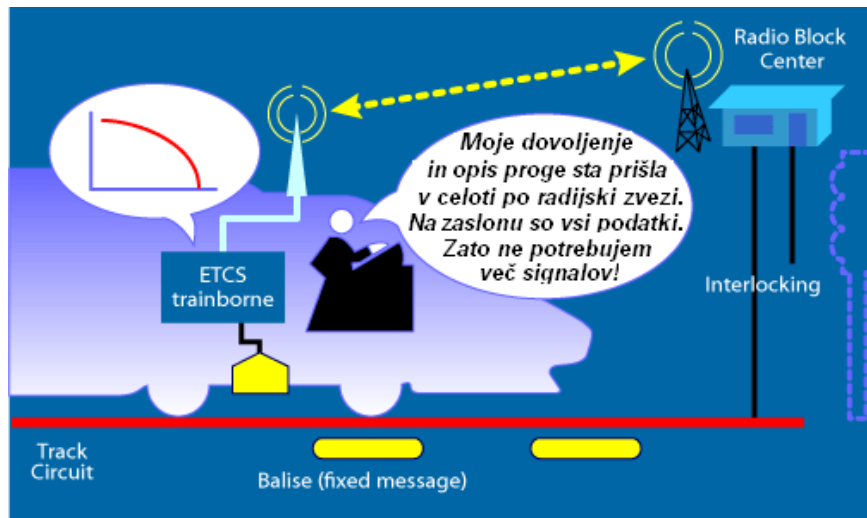 Radio Block
Center
Moje dovoljenje
in opis proge sta prišla
v celoti po radijski zvezi.
Na zaslonu so vsi podatki.
Zato ne potrebujem
več signalov!
ETCS
trainborne
Interlocking
Track
Circuit
Balise (fixed message)